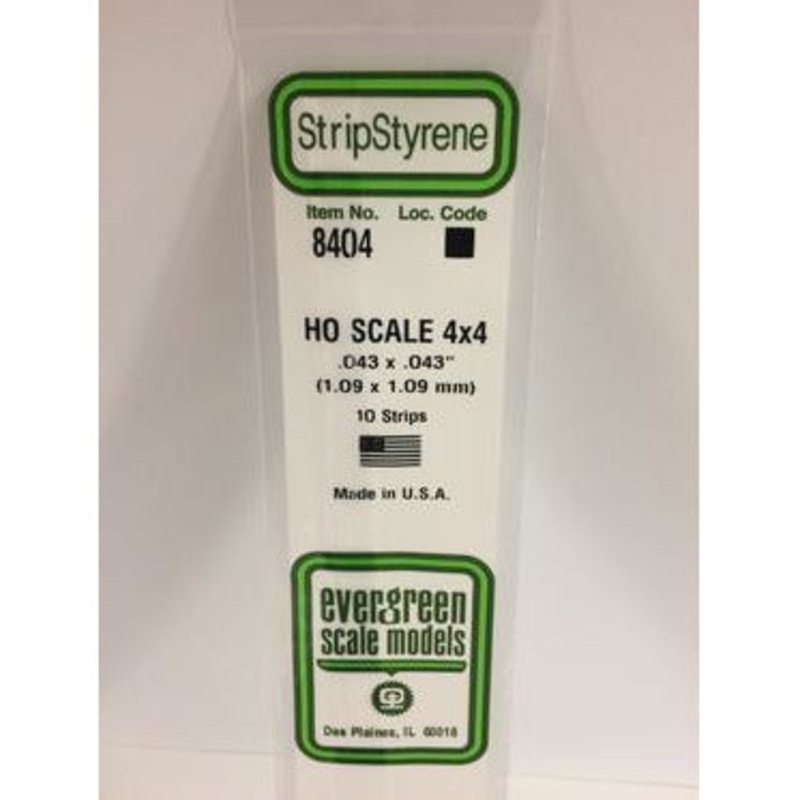 StripStyrene
Item No. Loc. Code
8404
HO SCALE 4x4
.043 x .043"
(1.09 x 1.09 mm)
10 Strips
Made in U.S.A.
evergreen
scale models
Des Plaines, IL 60018